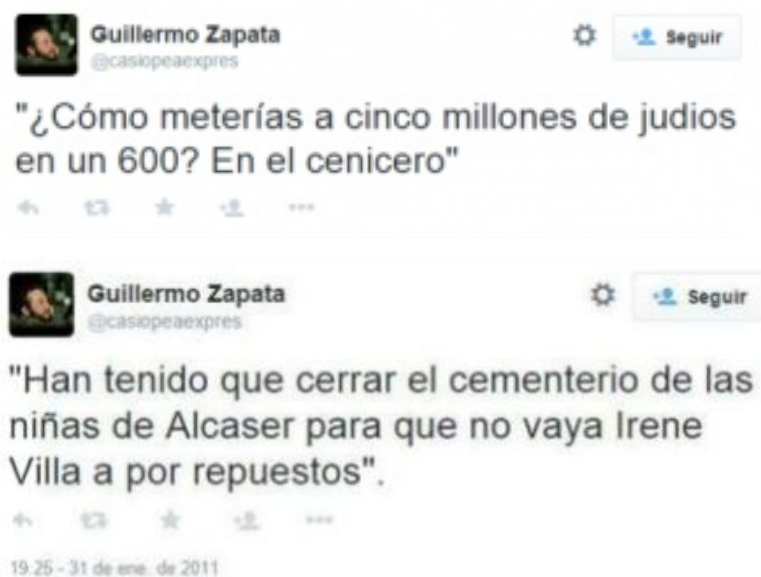 Guillermo Zapata
@casiopeaexpres
Seguir
"¿Cómo meterías a cinco millones de judios
en un 600? En el cenicero"
Guillermo Zapata
@casiopeaexpres
Seguir
"Han tenido que cerrar el cementerio de las
niñas de Alcaser para que no vaya Irene
Villa a por repuestos".
19.25 - 31 de ene. de 2011